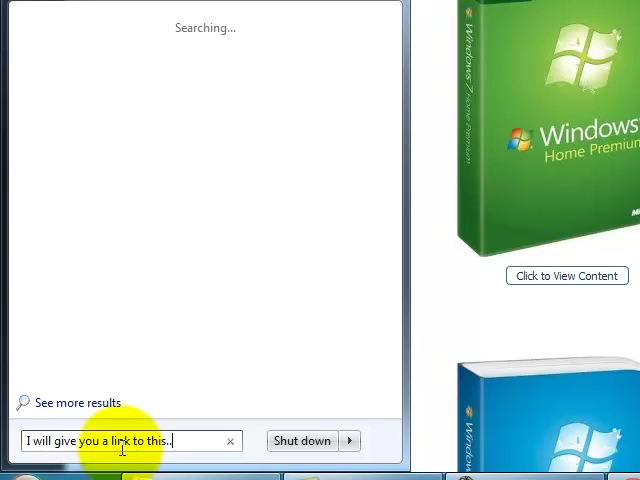 Searching...
Windows 7 Home Premium
Windows
Home Premium
Click to View Content
See more results
I will give you a link to this..
Shut down
Windows